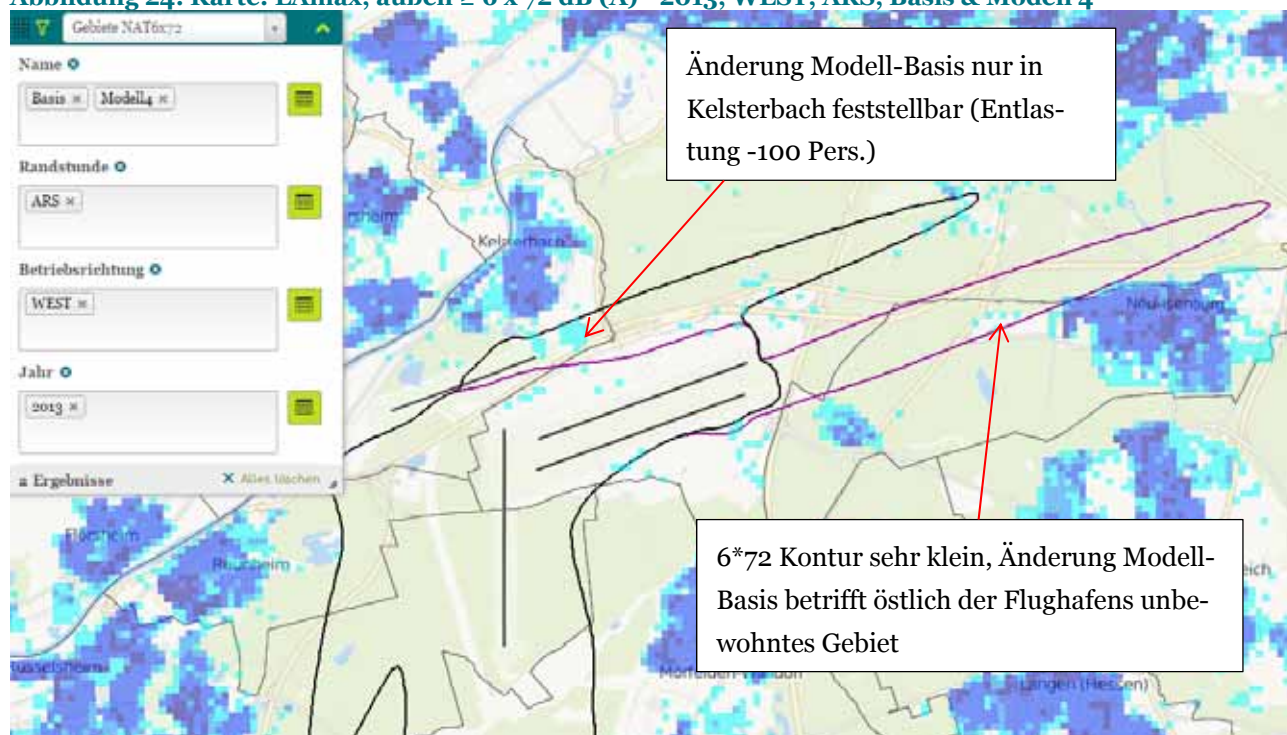 Abbildung 24: Karte: LAmax, außen ≥ 6 x 72 dB (A) - 2013, WEST, ARS, Basis & Modell 4
Gebiete NAT6x72
Name
Basis × Modell4 ×
Randstunde
ARS ×
Betriebsrichtung
WEST ×
Jahr
2013 ×
2 Ergebnisse × Alles löschen
Änderung Modell-Basis nur in
Kelsterbach feststellbar (Entlas-
tung -100 Pers.)
Kelsterbach
Neu-Isenburg
6*72 Kontur sehr klein, Änderung Modell-
Basis betrifft östlich der Flughafens unbe-
wohntes Gebiet
Flörsheim
Raunheim
Rüsselsheim
Mörfelden-Walldorf
Langen (Hessen)
eich